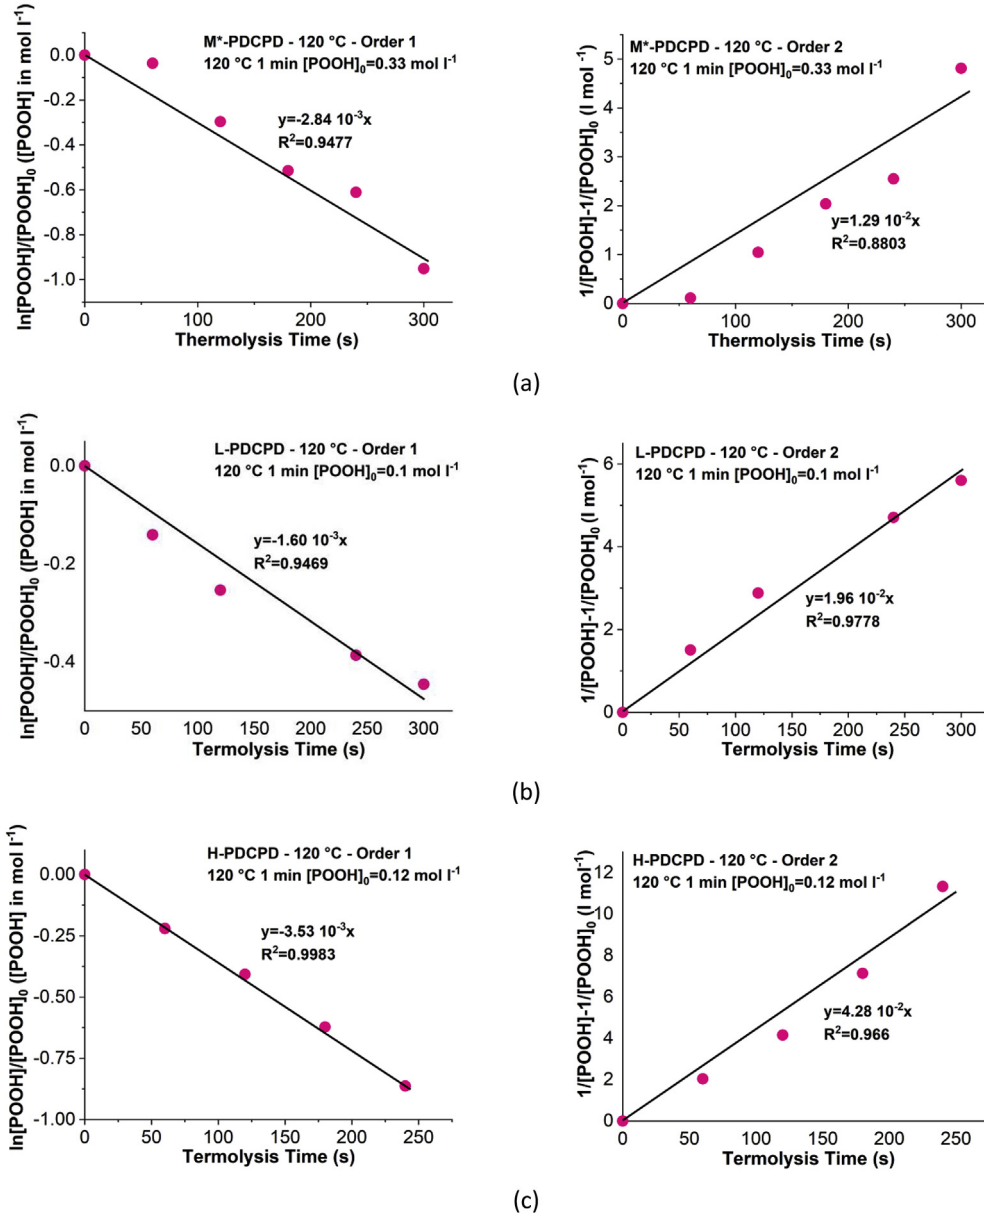 M*-PDCPD - 120 °C - Order 1
120 °C 1 min [POOH]₀=0.33 mol l⁻¹
y=-2.84 10⁻³x
R²=0.9477
ln[POOH]/[POOH]₀ ([POOH] in mol l⁻¹)
0.0
-0.2
-0.4
-0.6
-0.8
-1.0
0 50 100 150 200 250 300
Thermolysis Time (s)
M*-PDCPD - 120 °C - Order 2
120 °C 1 min [POOH]₀=0.33 mol l⁻¹
y=1.29 10⁻²x
R²=0.8803
1/[POOH]-1/[POOH]₀ (l mol⁻¹)
5
4
3
2
1
0
0 100 200 300
Thermolysis Time (s)
(a)
L-PDCPD - 120 °C - Order 1
120 °C 1 min [POOH]₀=0.1 mol l⁻¹
y=-1.60 10⁻³x
R²=0.9469
ln[POOH]/[POOH]₀ ([POOH] in mol l⁻¹)
0.0
-0.2
-0.4
0 50 100 150 200 250 300
Termolysis Time (s)
L-PDCPD - 120 °C - Order 2
120 °C 1 min [POOH]₀=0.1 mol l⁻¹
y=1.96 10⁻²x
R²=0.9778
1/[POOH]-1/[POOH]₀ (l mol⁻¹)
6
4
2
0
0 50 100 150 200 250 300
Termolysis Time (s)
(b)
H-PDCPD - 120 °C - Order 1
120 °C 1 min [POOH]₀=0.12 mol l⁻¹
y=-3.53 10⁻³x
R²=0.9983
ln[POOH]/[POOH]₀ ([POOH] in mol l⁻¹)
0.00
-0.25
-0.50
-0.75
-1.00
0 50 100 150 200 250
Termolysis Time (s)
H-PDCPD - 120 °C - Order 2
120 °C 1 min [POOH]₀=0.12 mol l⁻¹
y=4.28 10⁻²x
R²=0.966
1/[POOH]-1/[POOH]₀ (l mol⁻¹)
12
10
8
6
4
2
0
0 50 100 150 200 250
Termolysis Time (s)
(c)